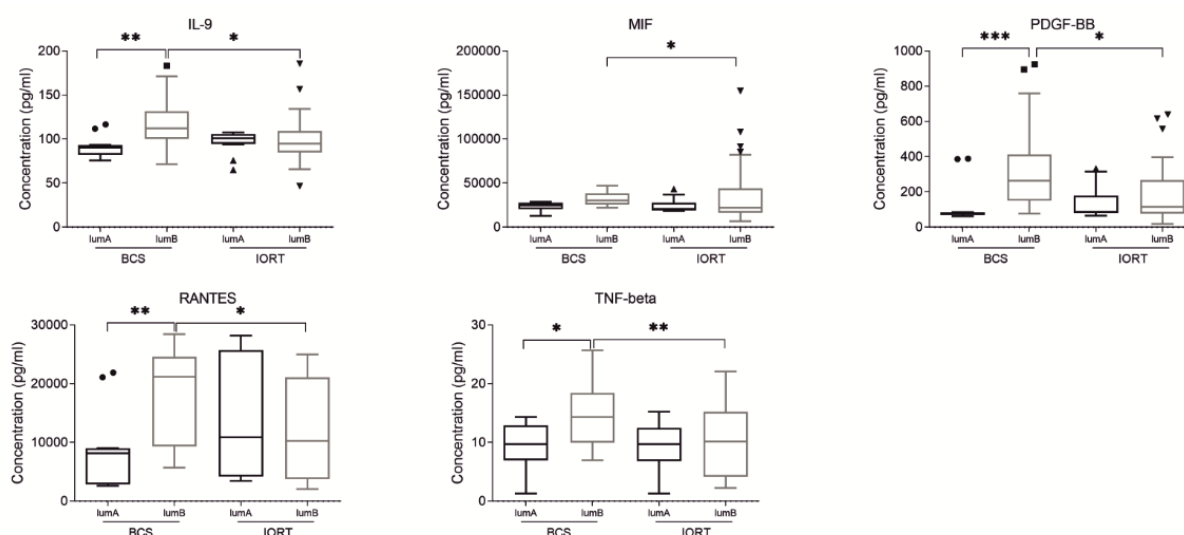 IL-9
Concentration (pg/ml)
200
150
100
50
0
** *
lumA lumB lumA lumB
BCS IORT
MIF
Concentration (pg/ml)
200000
150000
100000
50000
0
*
lumA lumB lumA lumB
BCS IORT
PDGF-BB
Concentration (pg/ml)
1000
800
600
400
200
0
*** *
lumA lumB lumA lumB
BCS IORT
RANTES
Concentration (pg/ml)
30000
20000
10000
0
** *
lumA lumB lumA lumB
BCS IORT
TNF-beta
Concentration (pg/ml)
30
20
10
0
* **
lumA lumB lumA lumB
BCS IORT